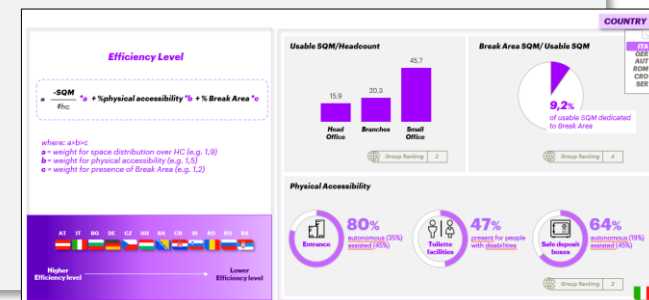 COUNTRY
ITA
GER
AUT
ROM
CRO
SER
Efficiency Level
= -SQM / #hc *a + %physical accessibility *b + % Break Area *c
where: a>b>c
a = weight for space distribution over HC (e.g. 1,9)
b = weight for physical accessibility (e.g. 1,5)
c = weight for presence of Break Area (e.g. 1,2)
AT IT BG DE CZ HU BA CR SI RO RU RS
Higher
Efficiency level
Lower
Efficiency level
Usable SQM/Headcount
15,9
20,3
45,7
Head
Office
Branches
Small
Office
Group Ranking 2
Break Area SQM/ Usable SQM
9,2%
of usable SQM dedicated
to Break Area
Group Ranking 4
Physical Accessibility
Entrance
80%
autonomous (35%)
assisted (45%)
Toilette
facilities
47%
present for people
with disabilities
Safe deposit
boxes
64%
autonomous (19%)
assisted (45%)
Group Ranking 2